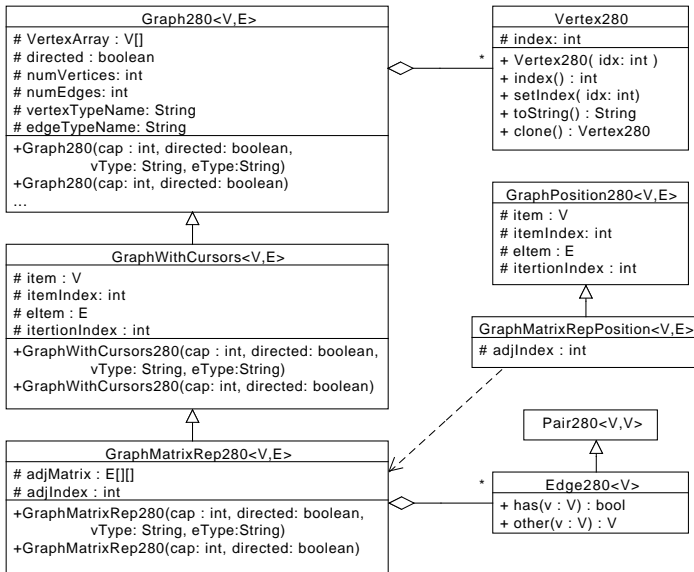 Graph280<V,E>
# VertexArray : V[]
# directed : boolean
# numVertices: int
# numEdges: int
# vertexTypeName: String
# edgeTypeName: String
+Graph280(cap : int, directed: boolean,
vType: String, eType:String)
+Graph280(cap: int, directed: boolean)
...
*
Vertex280
# index: int
+ Vertex280( idx: int )
+ index() : int
+ setIndex( idx: int)
+ toString() : String
+ clone() : Vertex280
GraphWithCursors<V,E>
# item : V
# itemIndex: int
# eItem : E
# itertionIndex : int
+GraphWithCursors280(cap : int, directed: boolean,
vType: String, eType:String)
+GraphWithCursors280(cap: int, directed: boolean)
GraphPosition280<V,E>
# item : V
# itemIndex: int
# eItem : E
# itertionIndex : int
GraphMatrixRepPosition<V,E>
# adjIndex : int
GraphMatrixRep280<V,E>
# adjMatrix : E[][]
# adjIndex : int
+GraphMatrixRep280(cap : int, directed: boolean,
vType: String, eType:String)
+GraphMatrixRep280(cap: int, directed: boolean)
*
Pair280<V,V>
Edge280<V>
+ has(v : V) : bool
+ other(v : V) : V